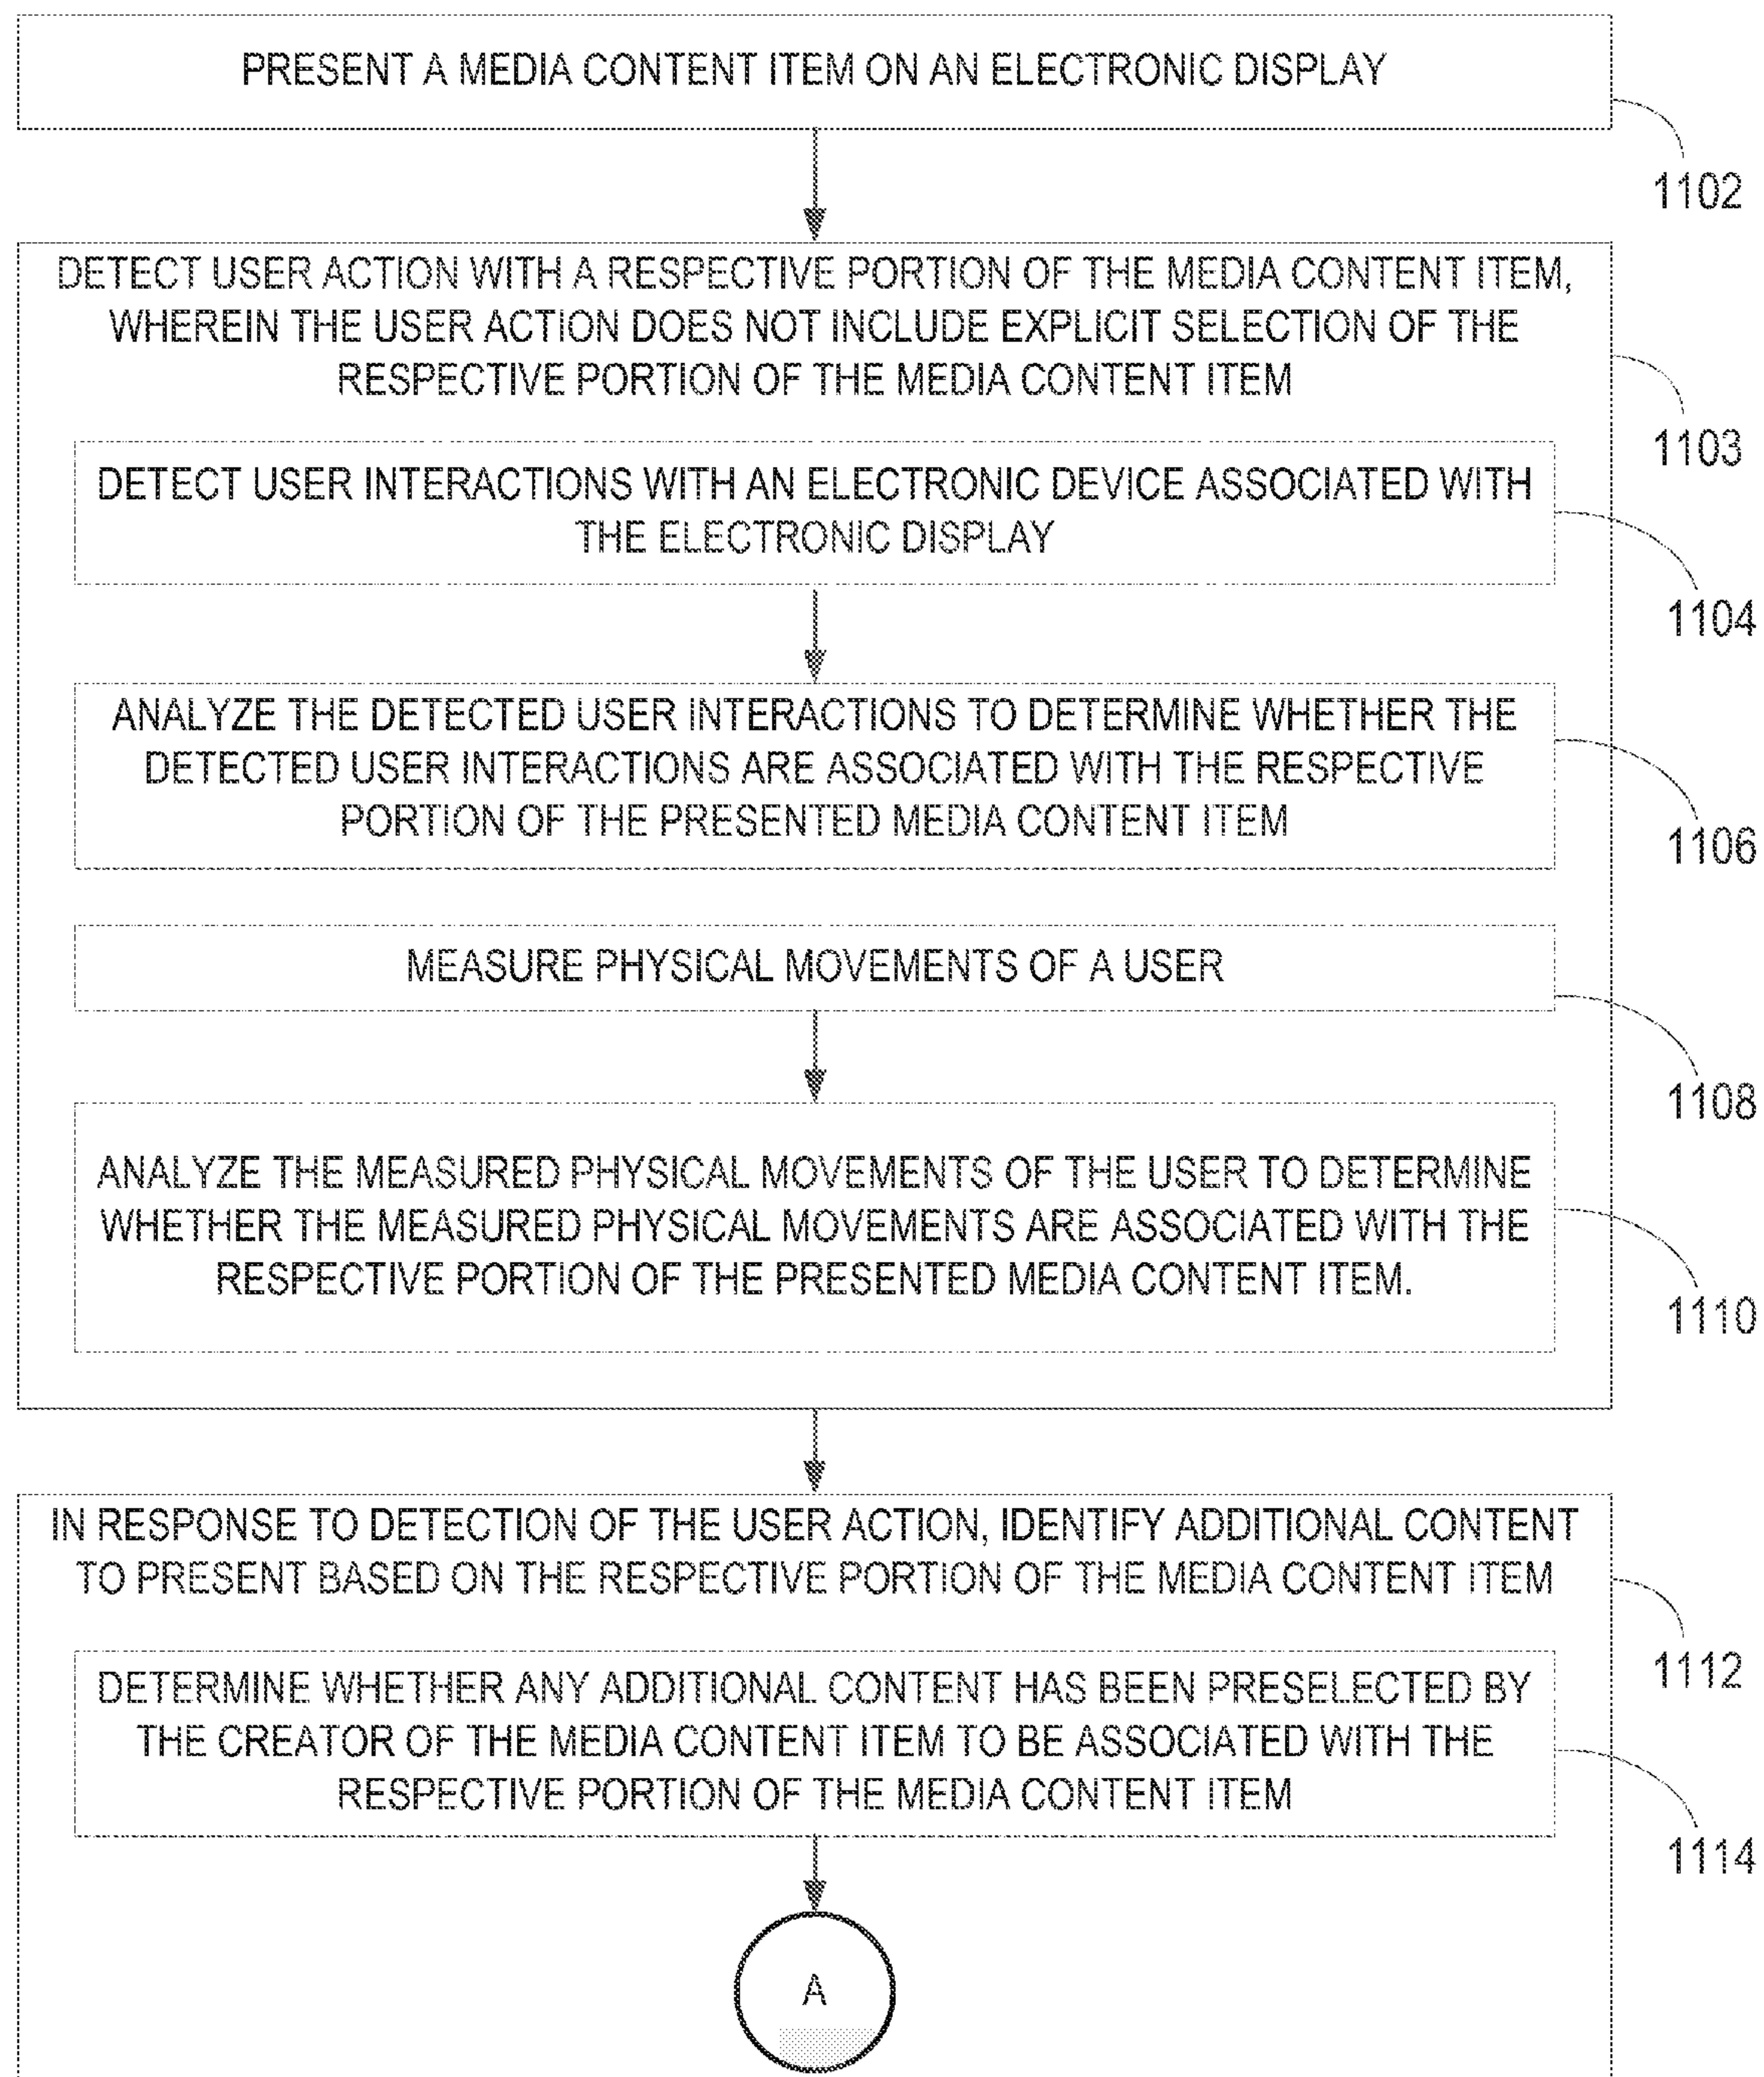 PRESENT A MEDIA CONTENT ITEM ON AN ELECTRONIC DISPLAY
1102
DETECT USER ACTION WITH A RESPECTIVE PORTION OF THE MEDIA CONTENT ITEM,
WHEREIN THE USER ACTION DOES NOT INCLUDE EXPLICIT SELECTION OF THE
RESPECTIVE PORTION OF THE MEDIA CONTENT ITEM
1103
DETECT USER INTERACTIONS WITH AN ELECTRONIC DEVICE ASSOCIATED WITH
THE ELECTRONIC DISPLAY
1104
ANALYZE THE DETECTED USER INTERACTIONS TO DETERMINE WHETHER THE
DETECTED USER INTERACTIONS ARE ASSOCIATED WITH THE RESPECTIVE
PORTION OF THE PRESENTED MEDIA CONTENT ITEM
1106
MEASURE PHYSICAL MOVEMENTS OF A USER
1108
ANALYZE THE MEASURED PHYSICAL MOVEMENTS OF THE USER TO DETERMINE
WHETHER THE MEASURED PHYSICAL MOVEMENTS ARE ASSOCIATED WITH THE
RESPECTIVE PORTION OF THE PRESENTED MEDIA CONTENT ITEM.
1110
IN RESPONSE TO DETECTION OF THE USER ACTION, IDENTIFY ADDITIONAL CONTENT
TO PRESENT BASED ON THE RESPECTIVE PORTION OF THE MEDIA CONTENT ITEM
1112
DETERMINE WHETHER ANY ADDITIONAL CONTENT HAS BEEN PRESELECTED BY
THE CREATOR OF THE MEDIA CONTENT ITEM TO BE ASSOCIATED WITH THE
RESPECTIVE PORTION OF THE MEDIA CONTENT ITEM
1114
A